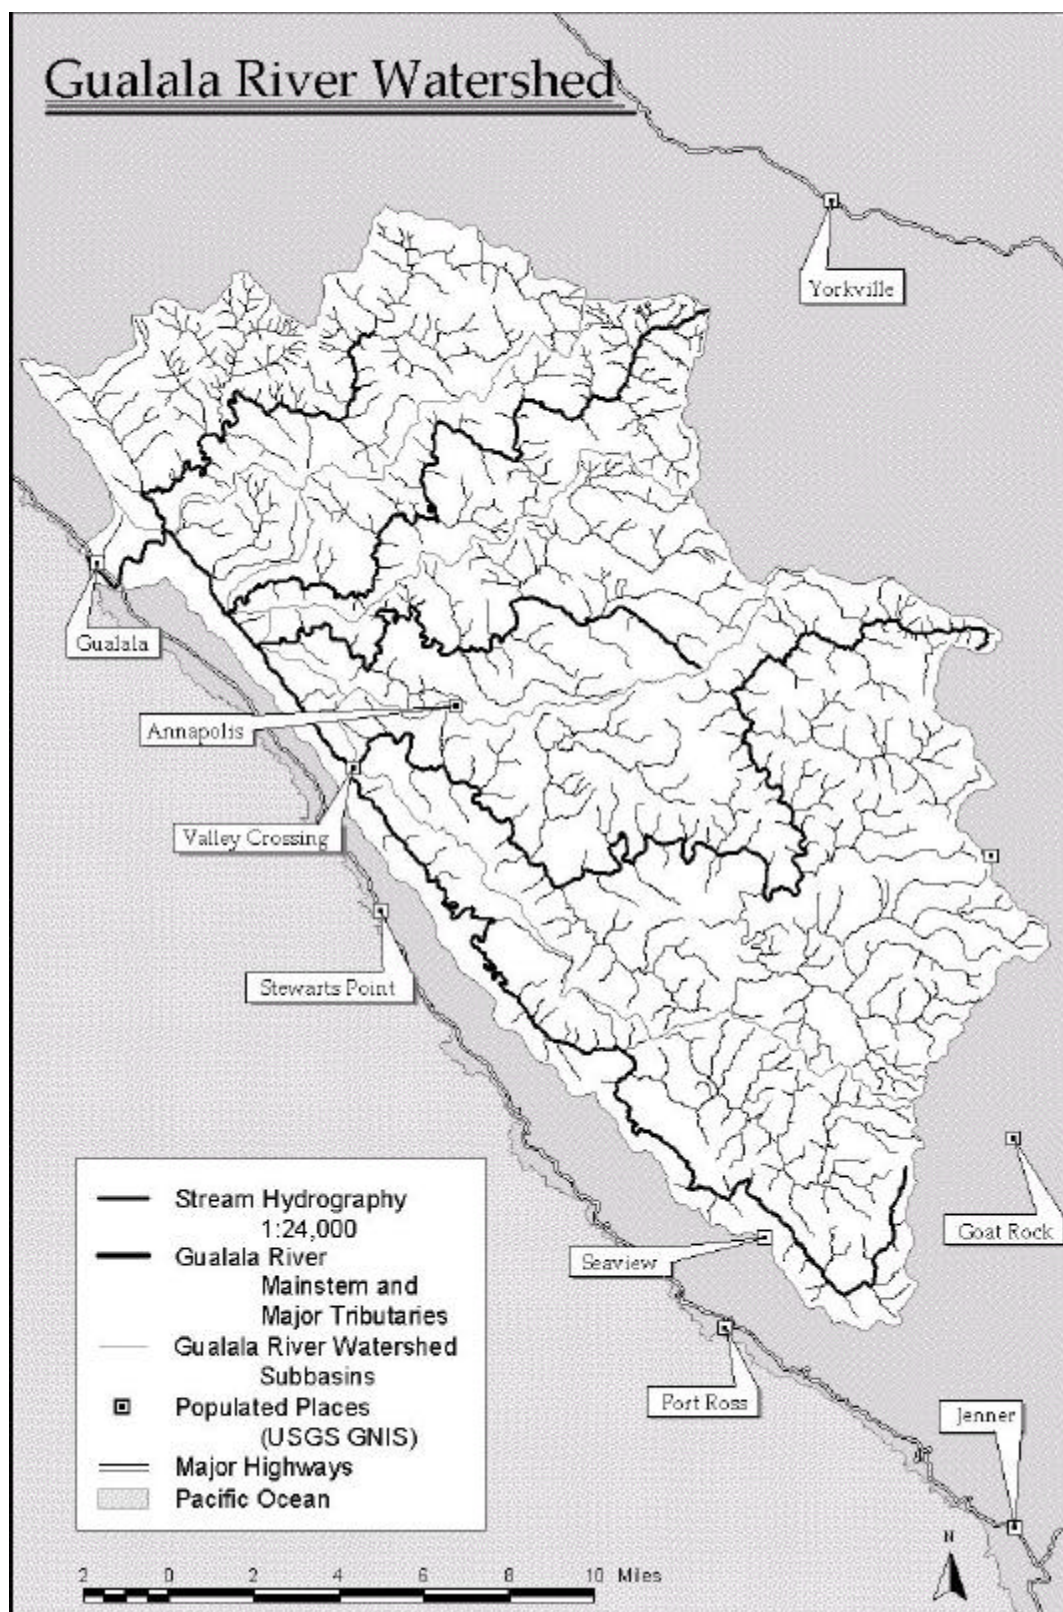 Gualala River Watershed
Yorkville
Gualala
Annapolis
Valley Crossing
Stewarts Point
Goat Rock
Seaview
Fort Ross
Jenner
Stream Hydrography
1:24,000
Gualala River
Mainstem and
Major Tributaries
Gualala River Watershed
Subbasins
Populated Places
(USGS GNIS)
Major Highways
Pacific Ocean
2 0 2 4 6 8 10 Miles
N